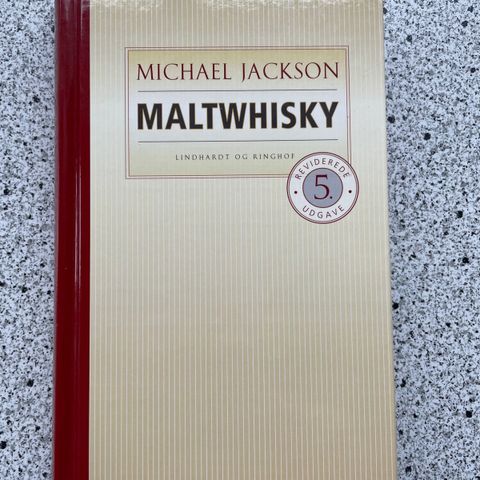 MICHAEL JACKSON
MALTWHISKY
LINDHARDT OG RINGHOF
REVIDEREDE
5.
UDGAVE